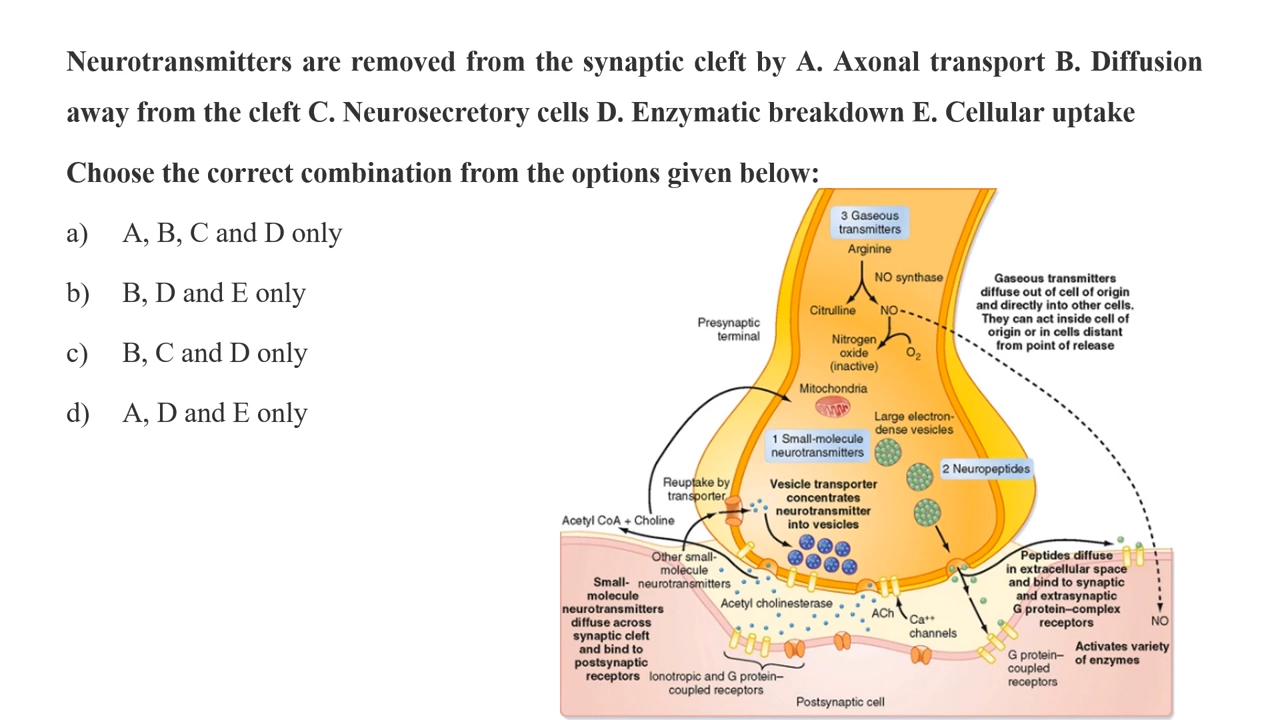 Neurotransmitters are removed from the synaptic cleft by A. Axonal transport B. Diffusion
away from the cleft C. Neurosecretory cells D. Enzymatic breakdown E. Cellular uptake
Choose the correct combination from the options given below:
a) A, B, C and D only
b) B, D and E only
c) B, C and D only
d) A, D and E only
3 Gaseous
transmitters
Arginine
NO synthase
Citrulline
NO
Nitrogen
oxide
(inactive)
O2
Gaseous transmitters
diffuse out of cell of origin
and directly into other cells.
They can act inside cell of
origin or in cells distant
from point of release
Presynaptic
terminal
Mitochondria
Large electron-
dense vesicles
1 Small-molecule
neurotransmitters
2 Neuropeptides
Reuptake by
transporter
Vesicle transporter
concentrates
neurotransmitter
into vesicles
Acetyl CoA + Choline
Other small-
molecule
neurotransmitters
Small-
molecule
neurotransmitters
diffuse across
synaptic cleft
and bind to
postsynaptic
receptors
Acetyl cholinesterase
ACh
Ca++
channels
Peptides diffuse
in extracellular space
and bind to synaptic
and extrasynaptic
G protein–complex
receptors
NO
Activates variety
of enzymes
G protein–
coupled
receptors
Ionotropic and G protein–
coupled receptors
Postsynaptic cell